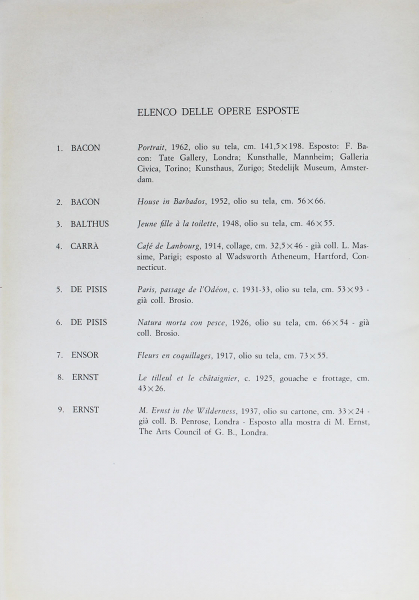 ELENCO DELLE OPERE ESPOSTE
1. BACON Portrait, 1962, olio su tela, cm. 141,5×198. Esposto: F. Ba-
con: Tate Gallery, Londra; Kunsthalle, Mannheim; Galleria
Civica, Torino; Kunsthaus, Zurigo; Stedelijk Museum, Amster-
dam.
2. BACON House in Barbados, 1952, olio su tela, cm. 56×66.
3. BALTHUS Jeune fille à la toilette, 1948, olio su tela, cm. 46×55.
4. CARRÀ Café de Lanbourg, 1914, collage, cm. 32,5×46 - già coll. L. Mas-
sime, Parigi; esposto al Wadsworth Atheneum, Hartford, Con-
necticut.
5. DE PISIS Paris, passage de l'Odéon, c. 1931-33, olio su tela, cm. 53×93 -
già coll. Brosio.
6. DE PISIS Natura morta con pesce, 1926, olio su tela, cm. 66×54 - già
coll. Brosio.
7. ENSOR Fleurs en coquillages, 1917, olio su tela, cm. 73×55.
8. ERNST Le tilleul et le châtaignier, c. 1925, gouache e frottage, cm.
43×26.
9. ERNST M. Ernst in the Wilderness, 1937, olio su cartone, cm. 33×24 -
già coll. B. Penrose, Londra - Esposto alla mostra di M. Ernst,
The Arts Council of G. B., Londra.